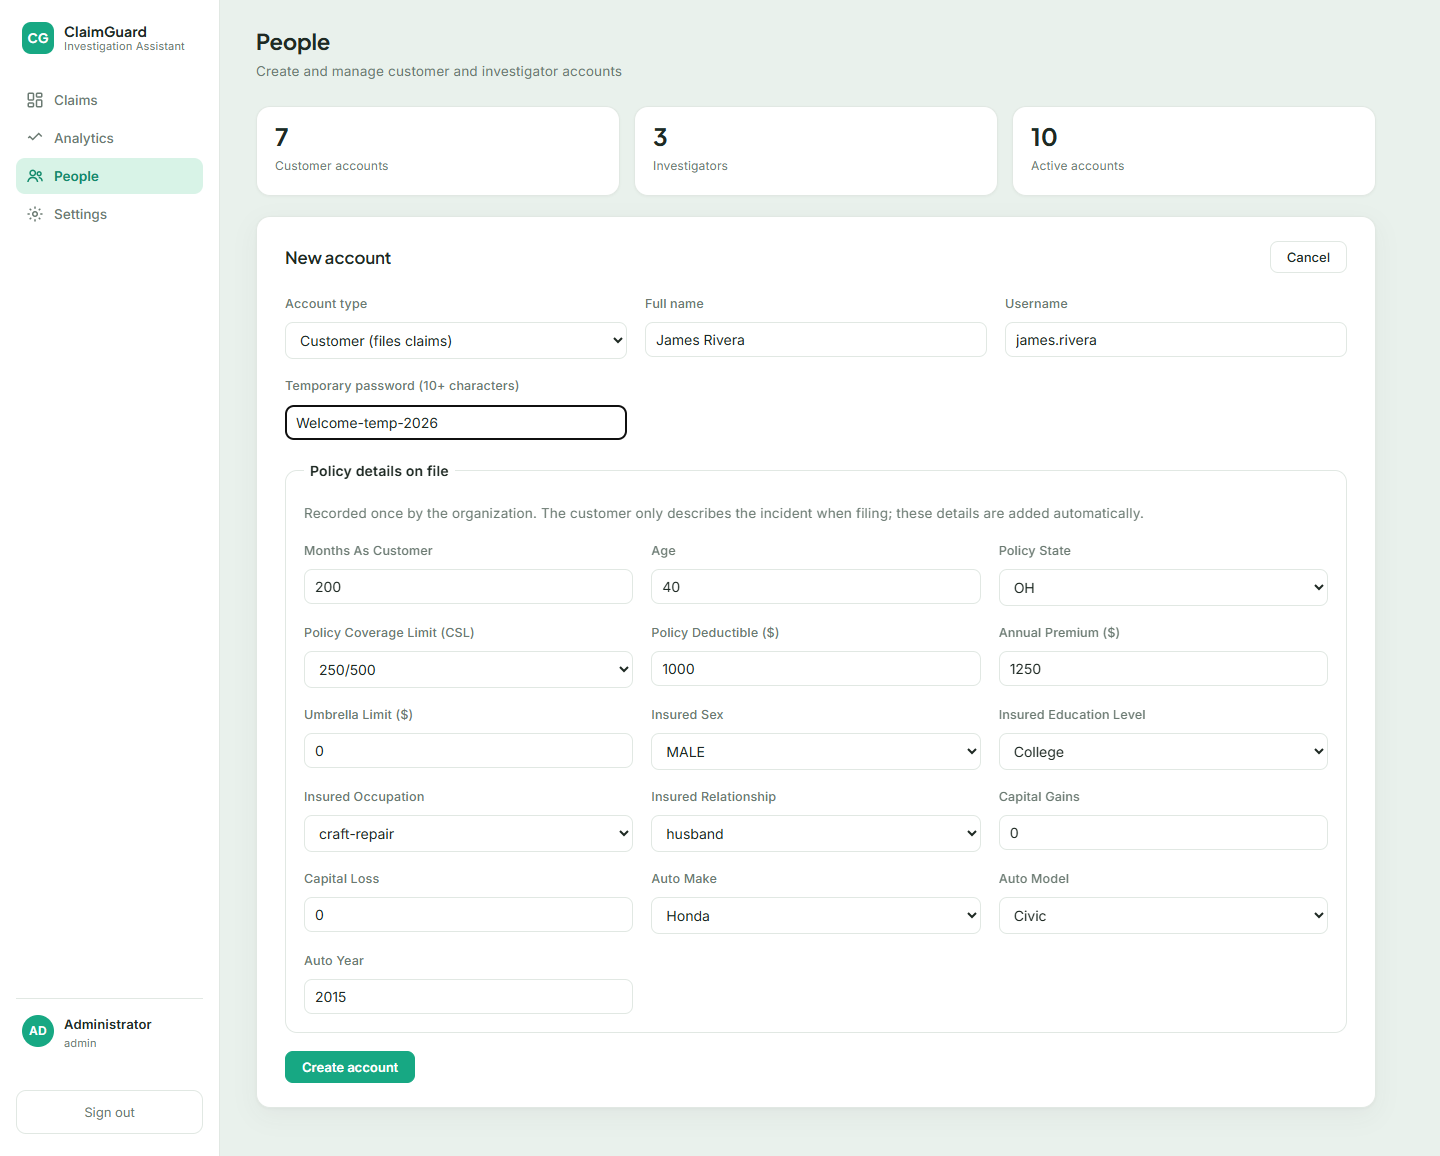 CG
ClaimGuard
Investigation Assistant
Claims
Analytics
People
Settings
AD
Administrator
admin
Sign out
People
Create and manage customer and investigator accounts
7
Customer accounts
3
Investigators
10
Active accounts
New account
Cancel
Account type
Full name
Username
Customer (files claims)
James Rivera
james.rivera
Temporary password (10+ characters)
Welcome-temp-2026
Policy details on file
Recorded once by the organization. The customer only describes the incident when filing; these details are added automatically.
Months As Customer
Age
Policy State
200
40
OH
Policy Coverage Limit (CSL)
Policy Deductible ($)
Annual Premium ($)
250/500
1000
1250
Umbrella Limit ($)
Insured Sex
Insured Education Level
0
MALE
College
Insured Occupation
Insured Relationship
Capital Gains
craft-repair
husband
0
Capital Loss
Auto Make
Auto Model
0
Honda
Civic
Auto Year
2015
Create account